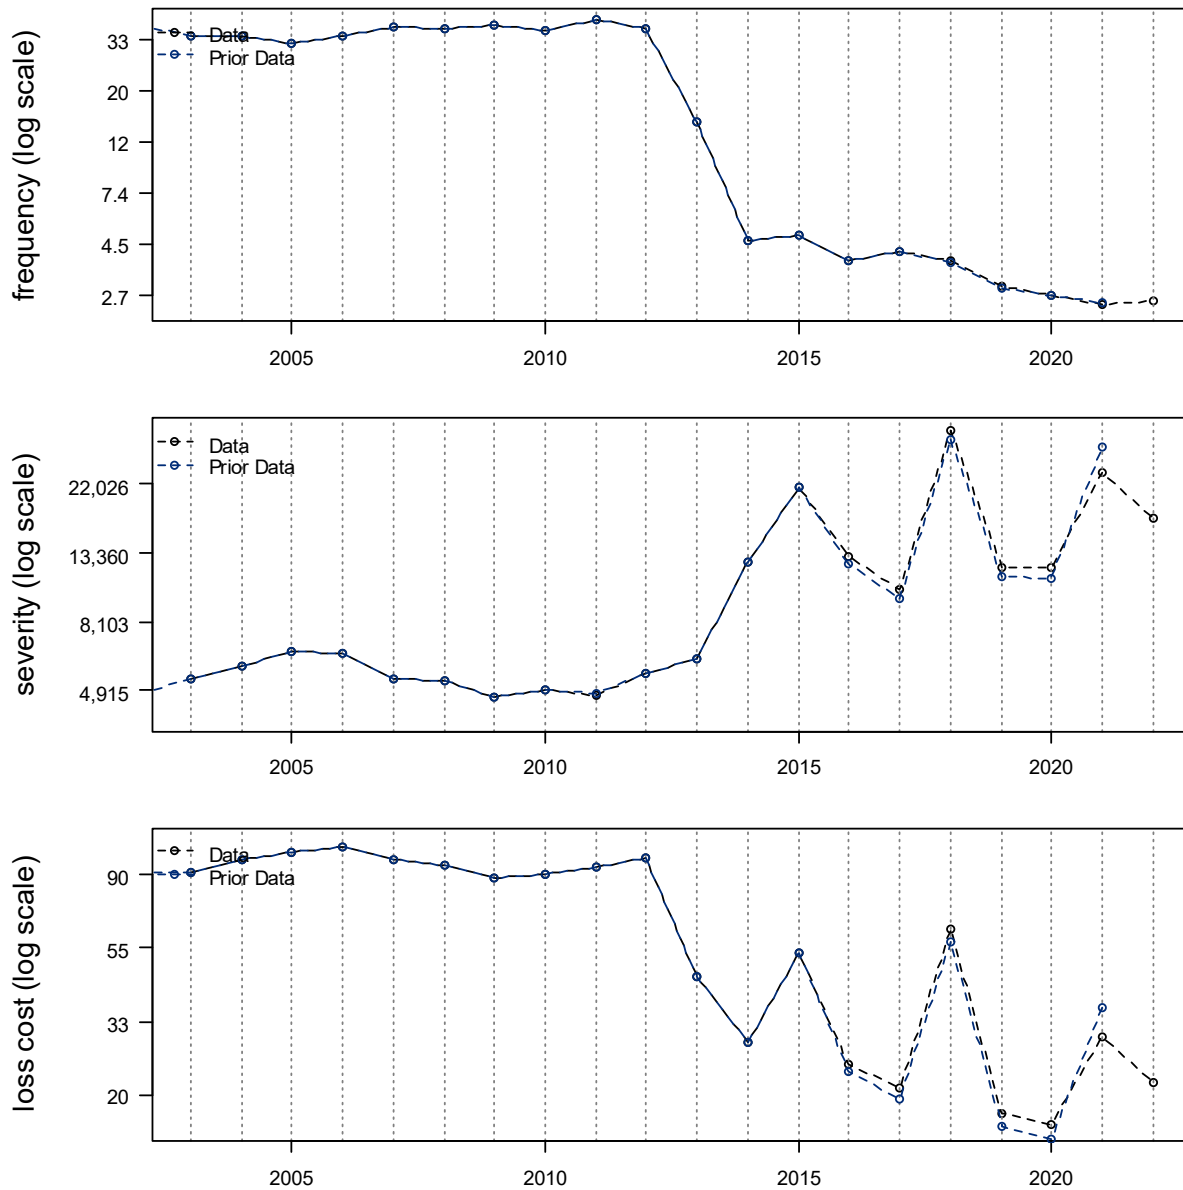 frequency (log scale)
33
20
12
7.4
4.5
2.7
Data
Prior Data
2005
2010
2015
2020
severity (log scale)
22,026
13,360
8,103
4,915
Data
Prior Data
2005
2010
2015
2020
loss cost (log scale)
90
55
33
20
Data
Prior Data
2005
2010
2015
2020